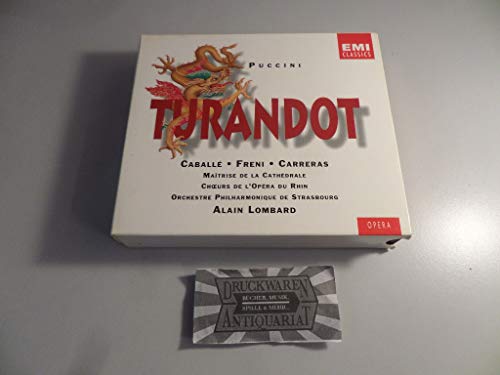 EMI
CLASSICS
PUCCINI
TURANDOT
CABALLÉ • FRENI • CARRERAS
MAÎTRISE DE LA CATHÉDRALE
CHŒURS DE L'OPÉRA DU RHIN
ORCHESTRE PHILHARMONIQUE DE STRASBOURG
ALAIN LOMBARD
OPERA
DRUCKWAREN
BÜCHER, MUSIK,
SPIELE & MEHR...
ANTIQUARIAT